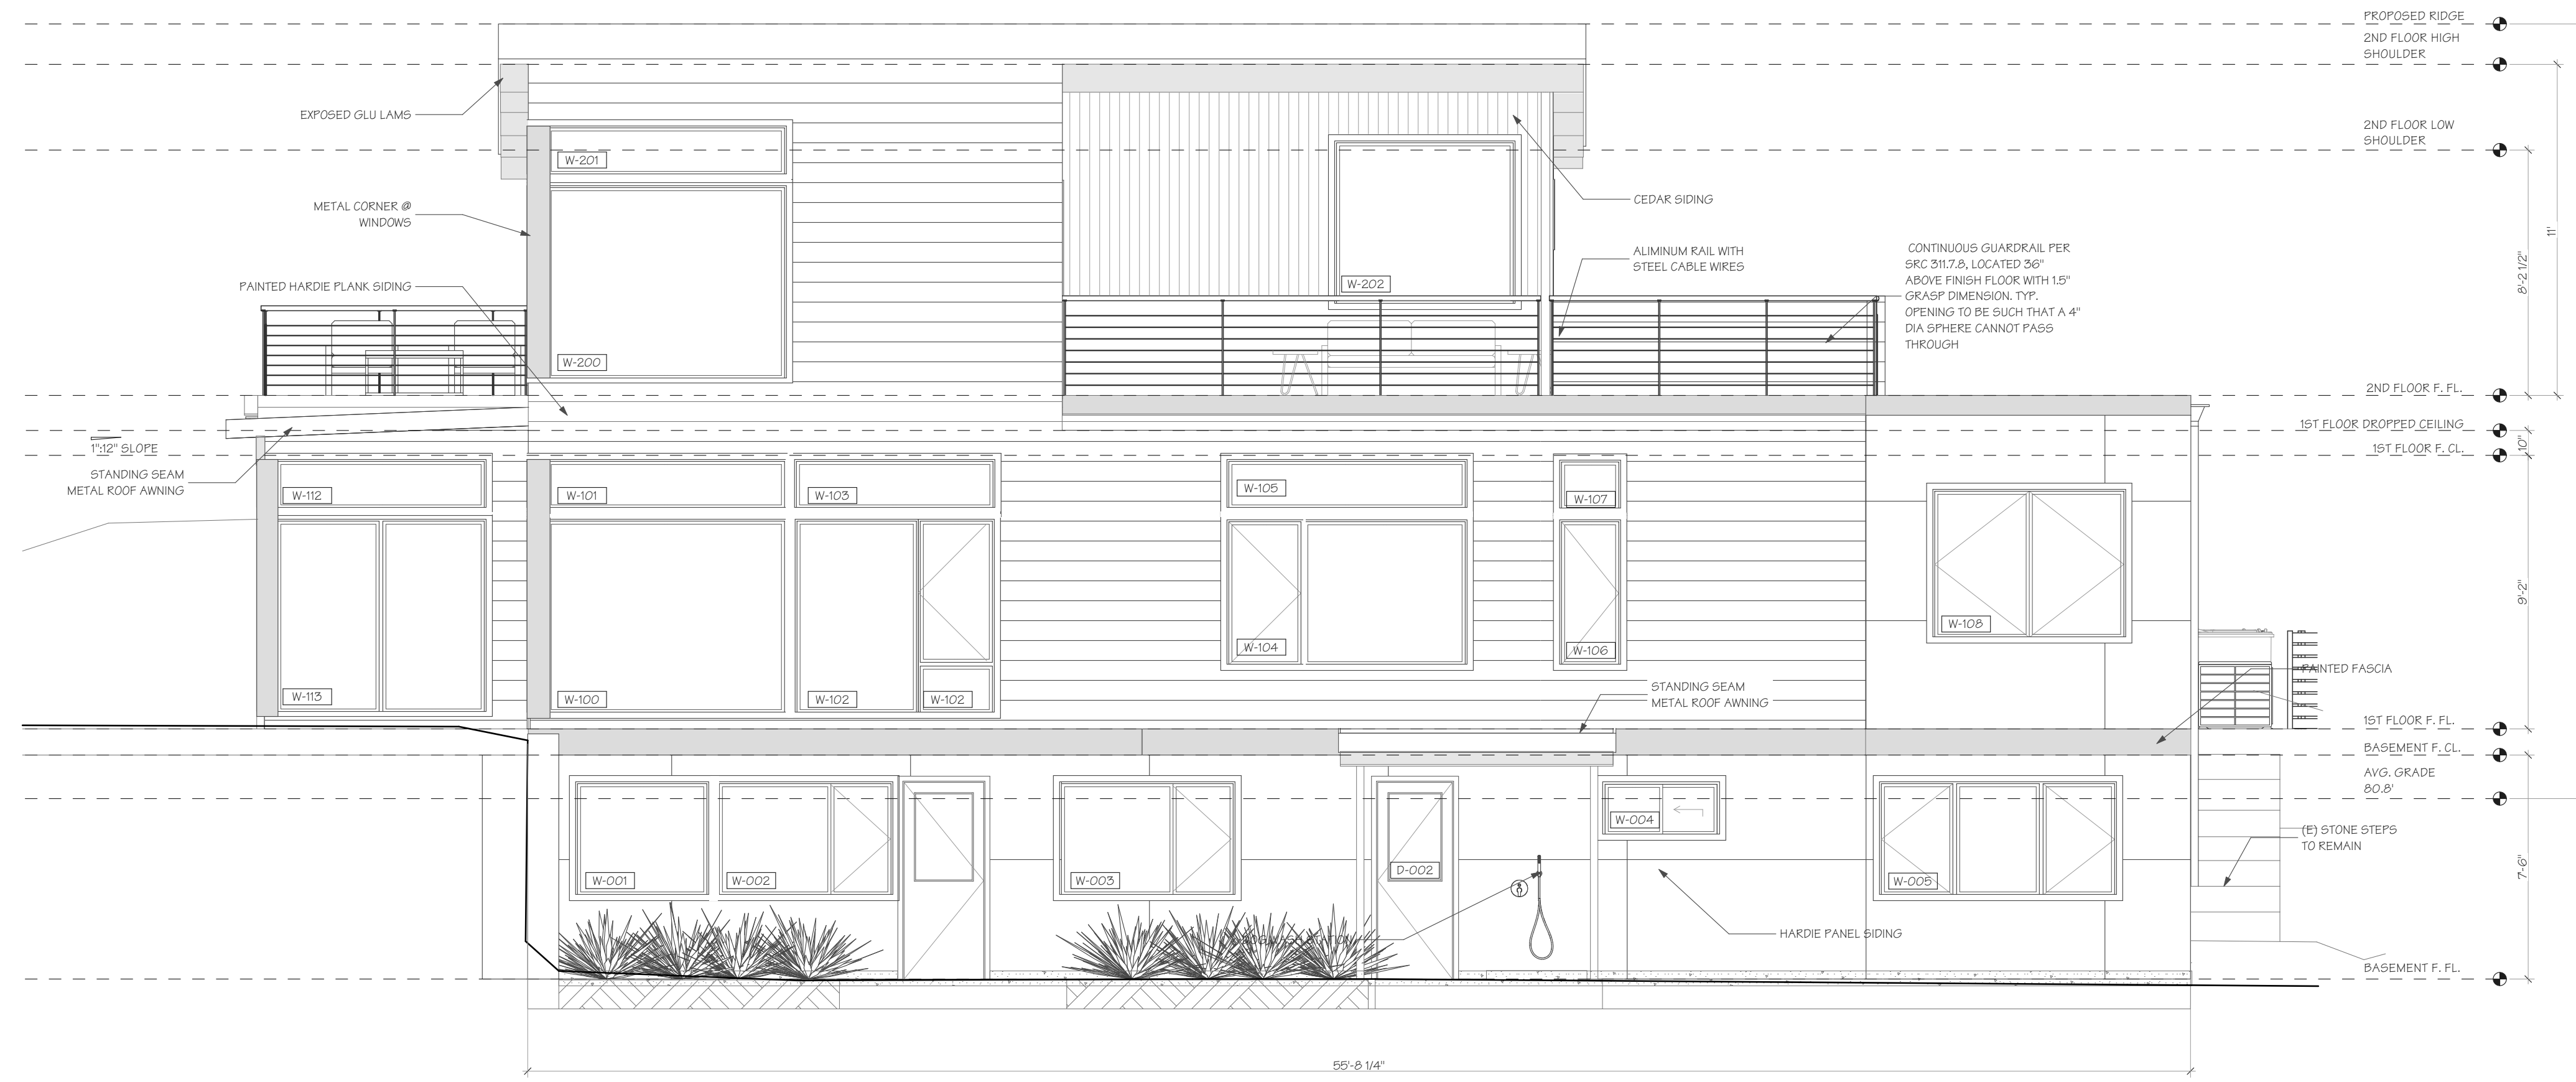 PROPOSED RIDGE
2ND FLOOR HIGH
SHOULDER
EXPOSED GLU LAMS
2ND FLOOR LOW
SHOULDER
W-201
METAL CORNER @
WINDOWS
CEDAR SIDING
11'
ALIMINUM RAIL WITH
STEEL CABLE WIRES
CONTINUOUS GUARDRAIL PER
SRC 311.7.8, LOCATED 36"
ABOVE FINISH FLOOR WITH 1.5"
GRASP DIMENSION. TYP.
OPENING TO BE SUCH THAT A 4"
DIA SPHERE CANNOT PASS
THROUGH
8'-2 1/2"
PAINTED HARDIE PLANK SIDING
W-202
W-200
2ND FLOOR F. FL.
1ST FLOOR DROPPED CEILING
1":12" SLOPE
1ST FLOOR F. CL.
1'10"
STANDING SEAM
METAL ROOF AWNING
W-112
W-101
W-103
W-105
W-107
9'-2"
W-108
W-104
W-106
PAINTED FASCIA
W-113
W-100
W-102
W-102
STANDING SEAM
METAL ROOF AWNING
1ST FLOOR F. FL.
BASEMENT F. CL.
AVG. GRADE
80.8'
W-004
(E) STONE STEPS
TO REMAIN
7'-6"
W-001
W-002
W-003
D-002
W-005
HARDIE PANEL SIDING
BASEMENT F. FL.
55'-8 1/4"